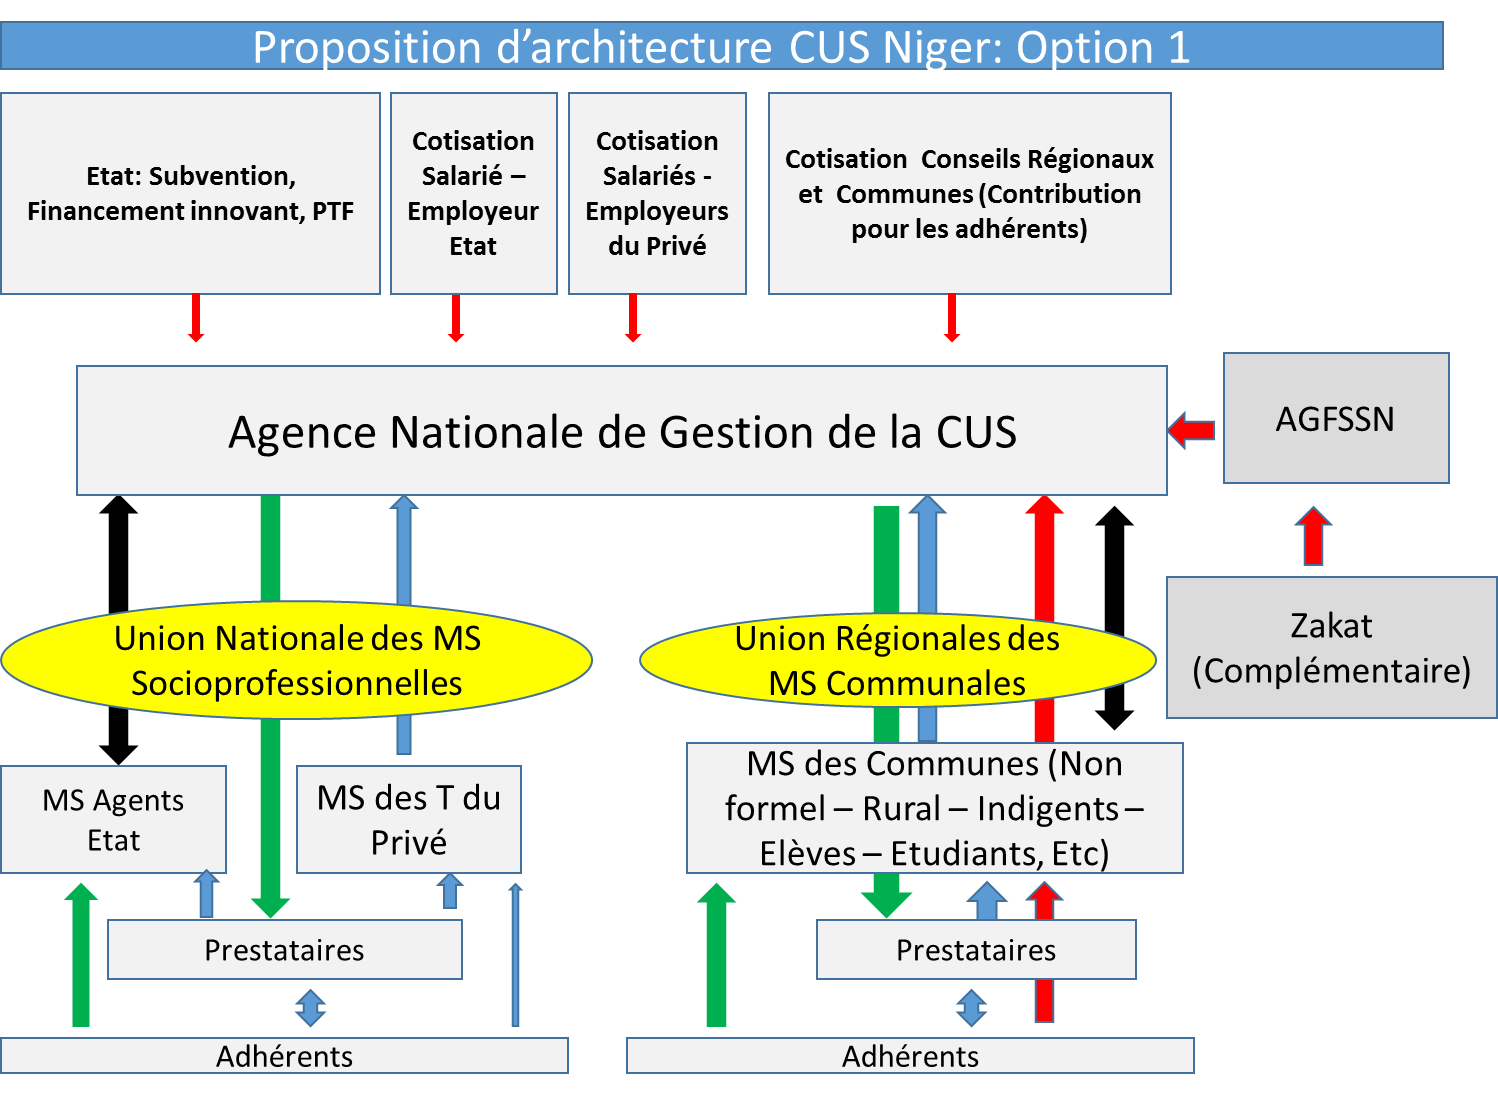 Proposition d’architecture CUS Niger: Option 1
Etat: Subvention,
Financement innovant, PTF
Cotisation
Salarié –
Employeur
Etat
Cotisation
Salariés -
Employeurs
du Privé
Cotisation Conseils Régionaux
et Communes (Contribution
pour les adhérents)
Agence Nationale de Gestion de la CUS
AGFSSN
Zakat
(Complémentaire)
Union Nationale des MS
Socioprofessionnelles
Union Régionales des
MS Communales
MS Agents
Etat
MS des T du
Privé
MS des Communes (Non
formel – Rural – Indigents –
Elèves – Etudiants, Etc)
Prestataires
Prestataires
Adhérents
Adhérents